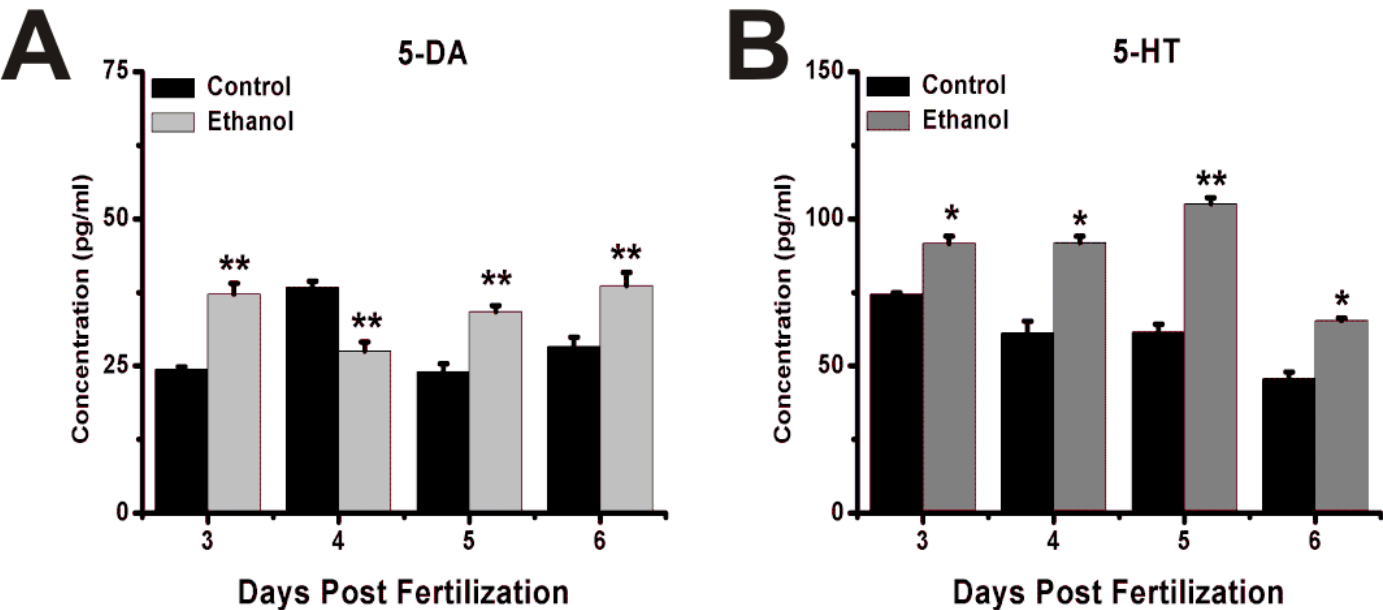 A
5-DA
75
50
25
0
Concentration (pg/ml)
Control
Ethanol
**
**
**
**
3 4 5 6
Days Post Fertilization
B
5-HT
150
100
50
0
Concentration (pg/ml)
Control
Ethanol
*
*
**
*
3 4 5 6
Days Post Fertilization